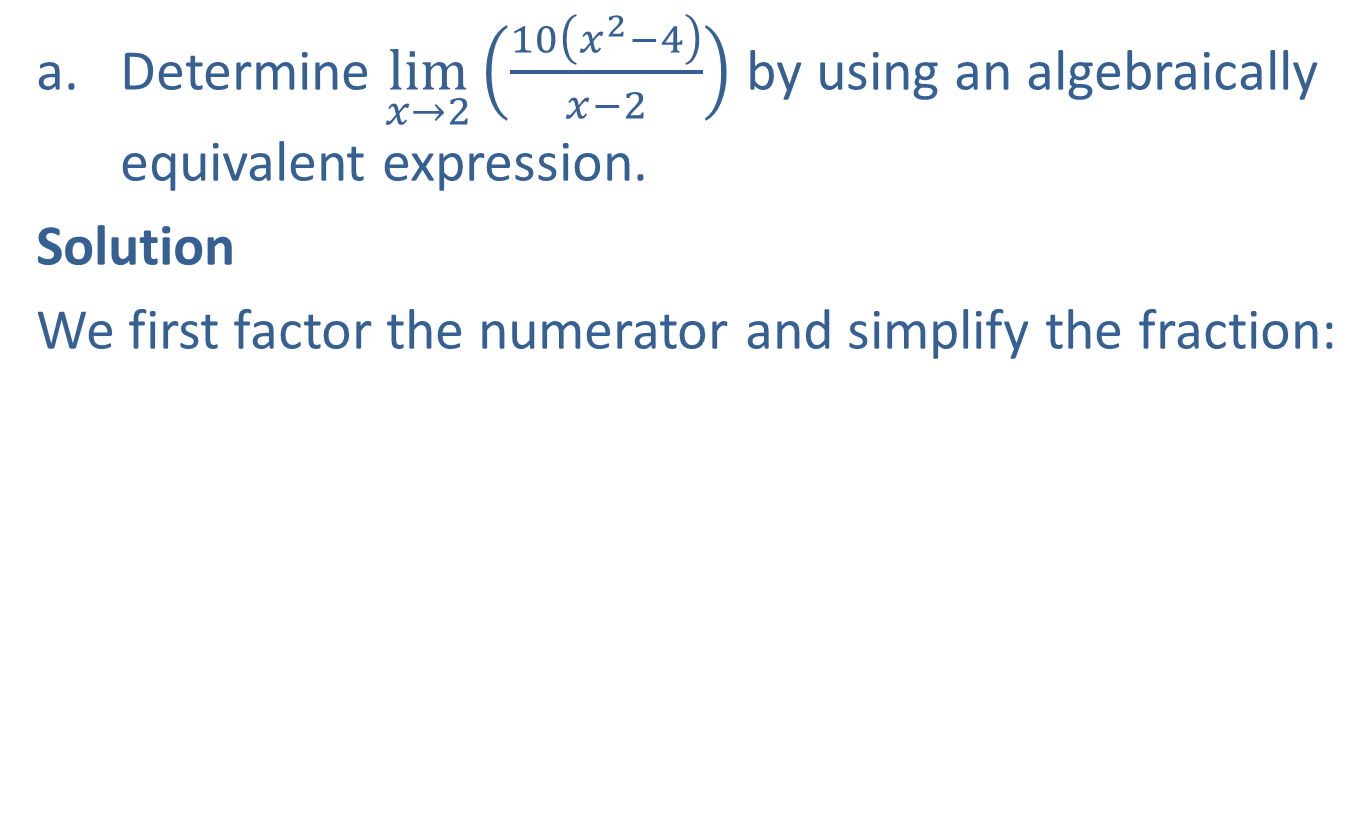 a. Determine lim x→2 (10(x²−4)/x−2) by using an algebraically
equivalent expression.
Solution
We first factor the numerator and simplify the fraction: